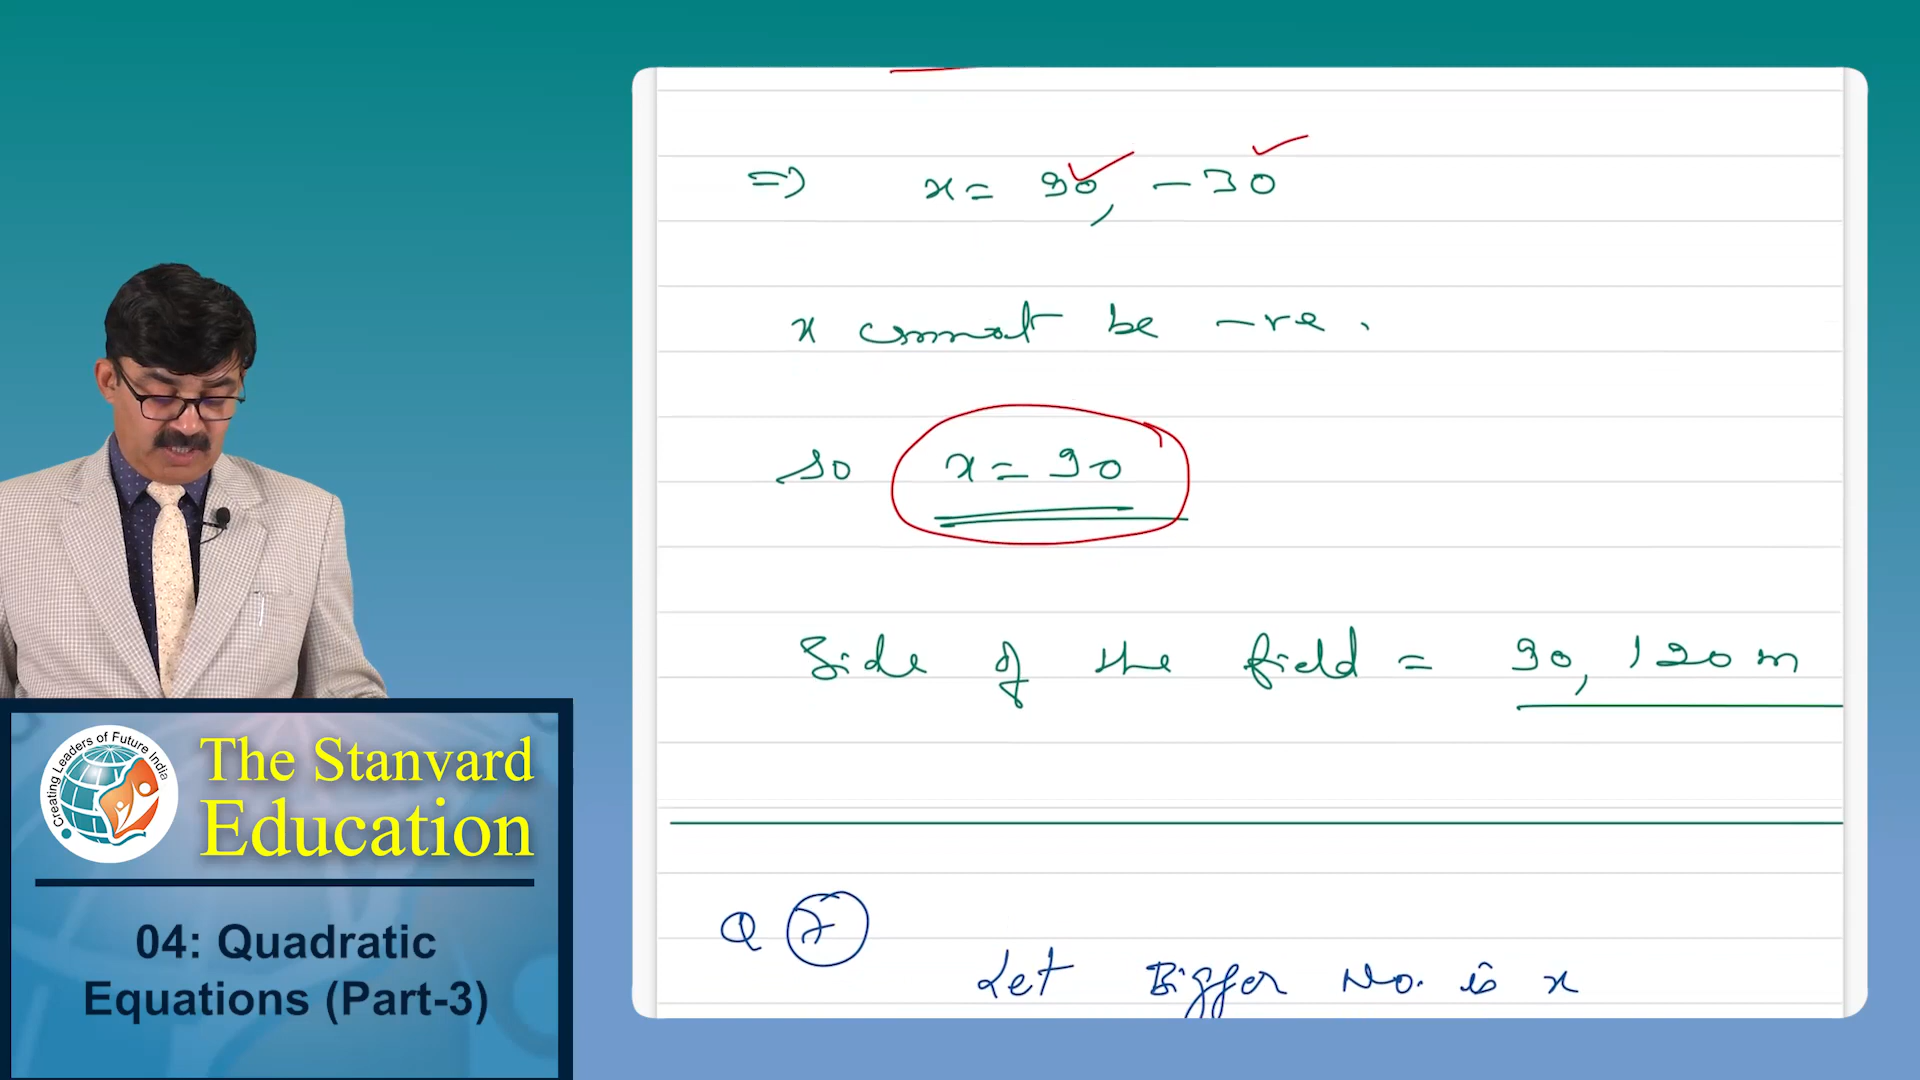 ⇒ x = 90, -30
x cannot be -ve.
so x = 90
Side of the field = 90, 120 m
Q 7
Let Bigger No. is x
Creating Leaders of Future India
The Stanvard
Education
04: Quadratic
Equations (Part-3)